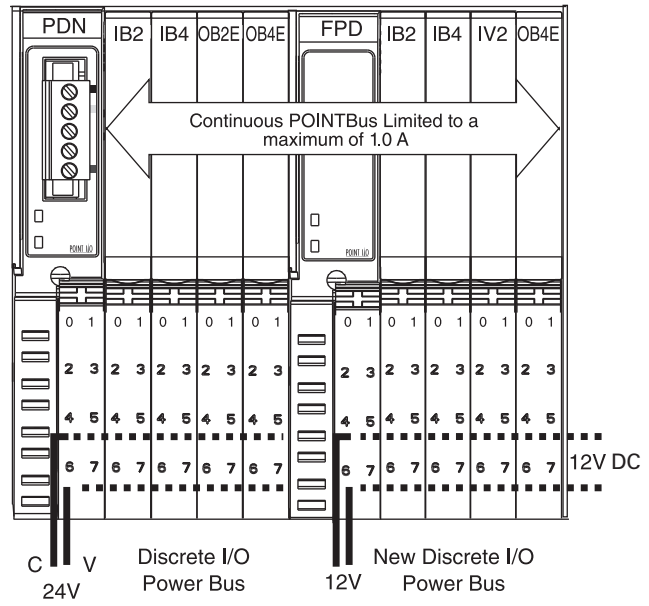 PDN IB2 IB4 OB2E OB4E FPD IB2 IB4 IV2 OB4E
Continuous POINTBus Limited to a
maximum of 1.0 A
POINT I/O POINT I/O
0 1 0 1 0 1 0 1 0 1 0 1 0 1 0 1 0 1 0 1
2 3 2 3 2 3 2 3 2 3 2 3 2 3 2 3 2 3 2 3
4 5 4 5 4 5 4 5 4 5 4 5 4 5 4 5 4 5 4 5
6 7 6 7 6 7 6 7 6 7 6 7 6 7 6 7 6 7 6 7 12V DC
C V
24V
Discrete I/O
Power Bus
12V
New Discrete I/O
Power Bus